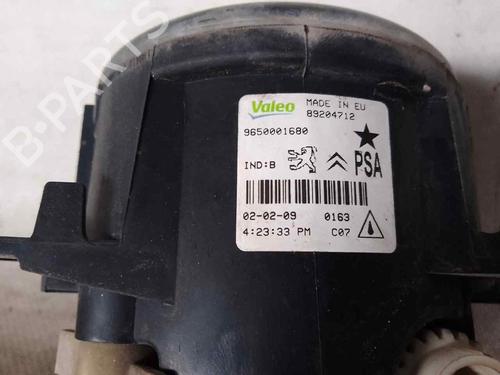 Valeo MADE IN EU
89204712
9650001680
IND:B PSA
02-02-09 0163
4:23:33 PM C07
B PARTS